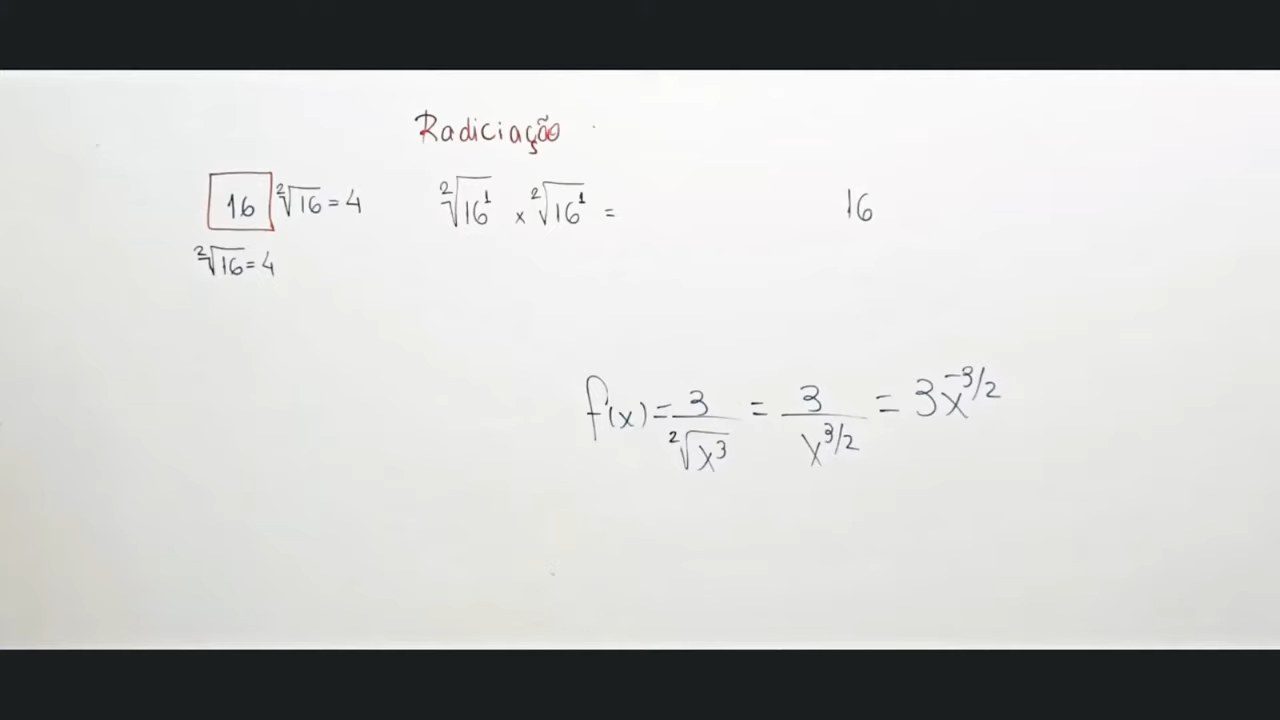 Radiciação
16 ²√16 = 4 ²√16¹ × ²√16¹ = 16
²√16 = 4
f(x) = 3/²√x³ = 3/x^3/2 = 3x^-3/2